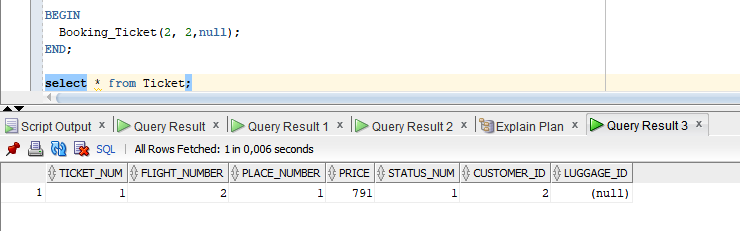 BEGIN
Booking_Ticket(2, 2,null);
END;
select * from Ticket;
Script Output x Query Result x Query Result 1 x Query Result 2 x Explain Plan x Query Result 3 x
SQL | All Rows Fetched: 1 in 0,006 seconds
TICKET_NUM FLIGHT_NUMBER PLACE_NUMBER PRICE STATUS_NUM CUSTOMER_ID LUGGAGE_ID
1 1 2 1 791 1 2 (null)